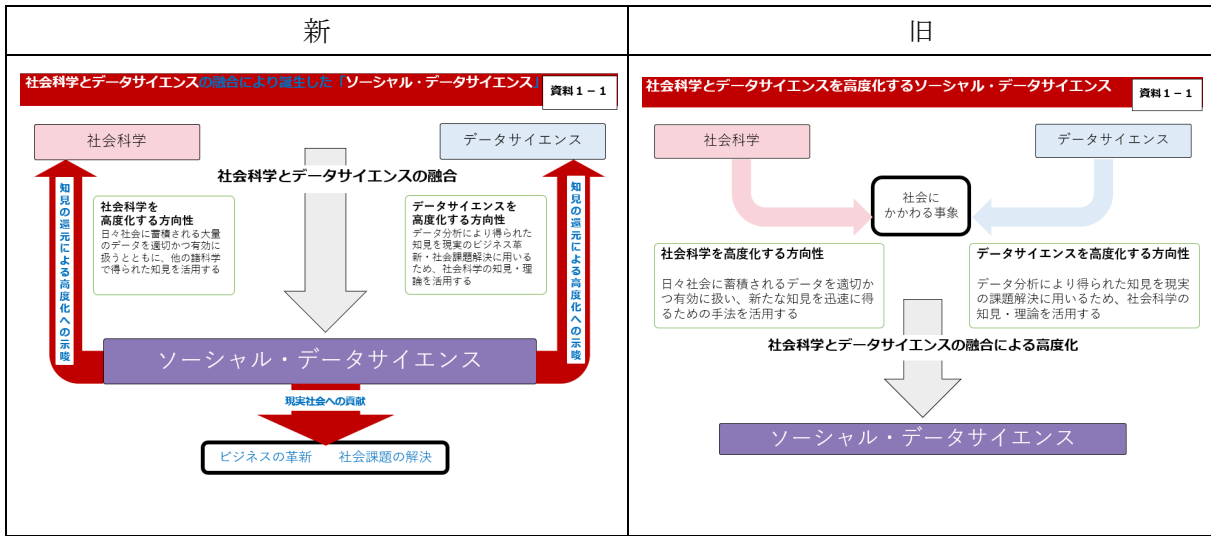 新
社会科学とデータサイエンスの融合により誕生した「ソーシャル・データサイエンス」
資料1-1
社会科学
データサイエンス
社会科学とデータサイエンスの融合
知見の還元による高度化への示唆
社会科学を
高度化する方向性
日々社会に蓄積される大量
のデータを適切かつ有効に
扱うとともに、他の諸科学
で得られた知見を活用する
データサイエンスを
高度化する方向性
データ分析により得られた
知見を現実のビジネス革
新・社会課題解決に用いる
ため、社会科学の知見・理
論を活用する
知見の還元による高度化への示唆
ソーシャル・データサイエンス
現実社会への貢献
ビジネスの革新 社会課題の解決
旧
社会科学とデータサイエンスを高度化するソーシャル・データサイエンス
資料1-1
社会科学
データサイエンス
社会に
かかわる事象
社会科学を高度化する方向性
日々社会に蓄積されるデータを適切か
つ有効に扱い、新たな知見を迅速に得
るための手法を活用する
データサイエンスを高度化する方向性
データ分析により得られた知見を現実
の課題解決に用いるため、社会科学の
知見・理論を活用する
社会科学とデータサイエンスの融合による高度化
ソーシャル・データサイエンス